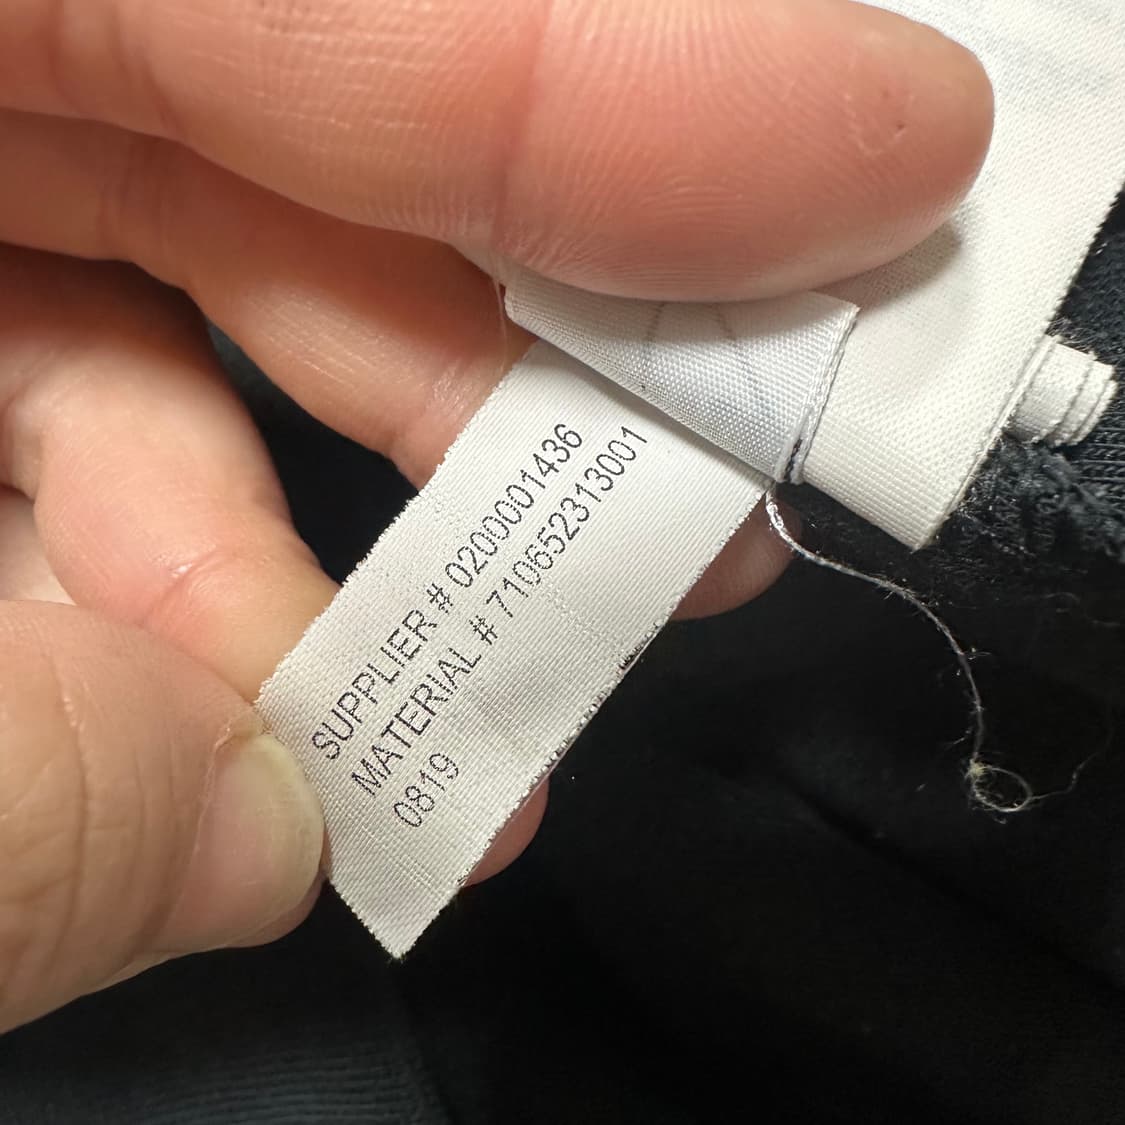 SUPPLIER # 0200001436
MATERIAL # 710652313001
0819